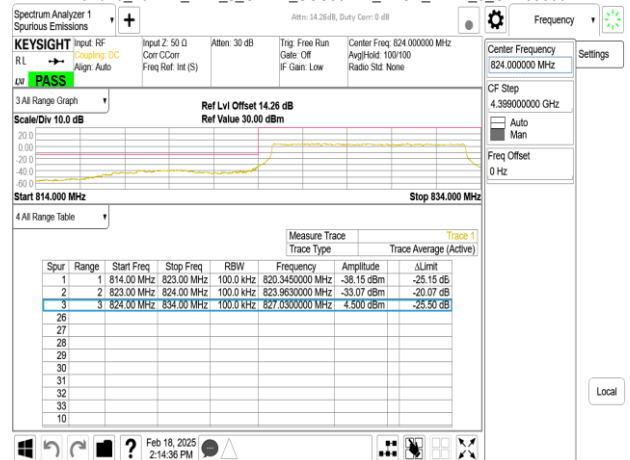 Spectrum Analyzer 1
Spurious Emissions
Attn: 14.26dB, Duty Corr: 0 dB
Frequency
KEYSIGHT
RL
LXI
PASS
Input: RF
Coupling: DC
Align: Auto
Input Z: 50 Ω
Corr CCorr
Freq Ref: Int (S)
Atten: 30 dB
Trig: Free Run
Gate: Off
IF Gain: Low
Center Freq: 824.000000 MHz
Avg|Hold: 100/100
Radio Std: None
Center Frequency
824.000000 MHz
Settings
CF Step
4.399000000 GHz
Auto
Man
Freq Offset
0 Hz
3 All Range Graph
Scale/Div 10.0 dB
Ref Lvl Offset 14.26 dB
Ref Value 30.00 dBm
20.0
0.00
-20.0
-40.0
-60.0
Start 814.000 MHz
Stop 834.000 MHz
4 All Range Table
Measure Trace Trace 1
Trace Type Trace Average (Active)
Spur Range Start Freq Stop Freq RBW Frequency Amplitude ΔLimit
1 1 814.00 MHz 823.00 MHz 100.0 kHz 820.3450000 MHz -38.15 dBm -25.15 dB
2 2 823.00 MHz 824.00 MHz 100.0 kHz 823.9630000 MHz -33.07 dBm -20.07 dB
3 3 824.00 MHz 834.00 MHz 100.0 kHz 827.0300000 MHz 4.500 dBm -25.50 dB
26
27
28
29
30
31
32
33
10
Local
?
Feb 18, 2025
2:14:36 PM